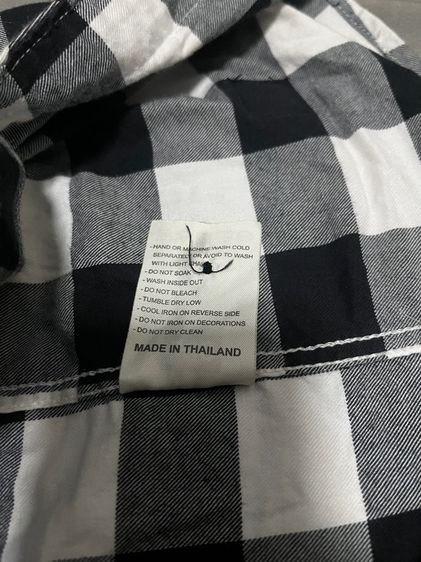 - HAND OR MACHINE WASH COLD
SEPARATELY OR AVOID TO WASH
WITH LIGHT
- DO NOT SOAK
- WASH INSIDE OUT
- DO NOT BLEACH
- TUMBLE DRY LOW
- COOL IRON ON REVERSE SIDE
- DO NOT IRON ON DECORATIONS
- DO NOT DRY CLEAN
MADE IN THAILAND